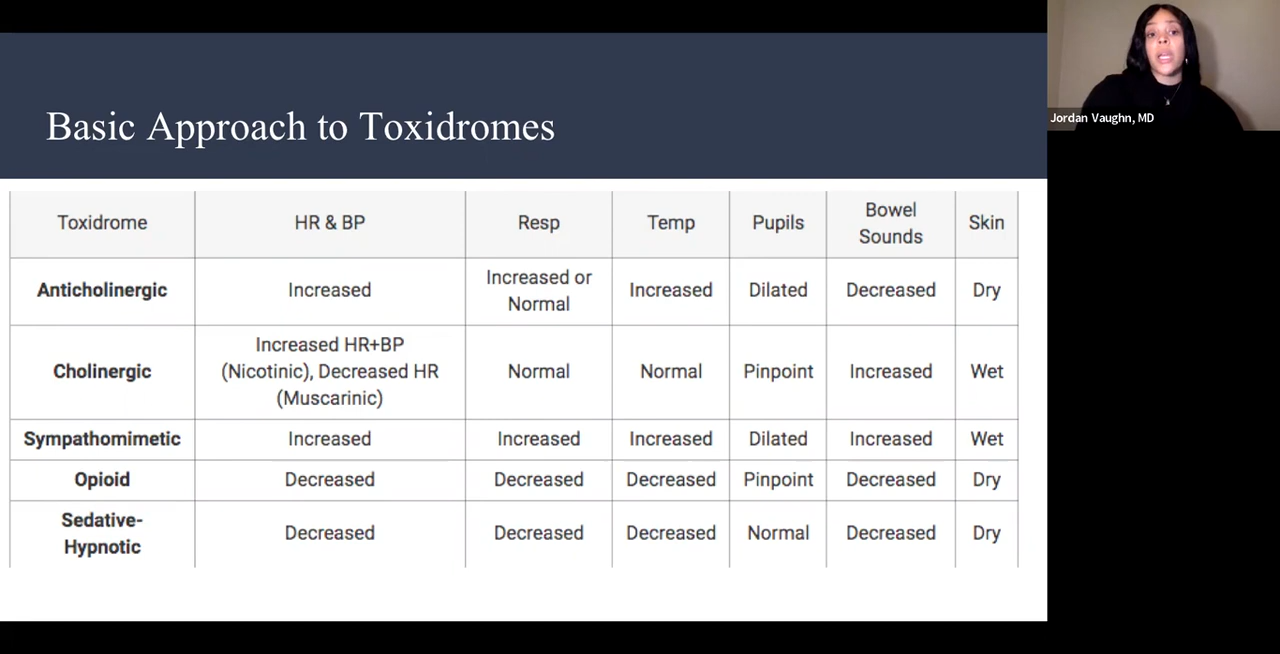 Basic Approach to Toxidromes
Jordan Vaughn, MD
Toxidrome
HR & BP
Resp
Temp
Pupils
Bowel
Sounds
Skin
Anticholinergic
Increased
Increased or
Normal
Increased
Dilated
Decreased
Dry
Cholinergic
Increased HR+BP
(Nicotinic), Decreased HR
(Muscarinic)
Normal
Normal
Pinpoint
Increased
Wet
Sympathomimetic
Increased
Increased
Increased
Dilated
Increased
Wet
Opioid
Decreased
Decreased
Decreased
Pinpoint
Decreased
Dry
Sedative-
Hypnotic
Decreased
Decreased
Decreased
Normal
Decreased
Dry